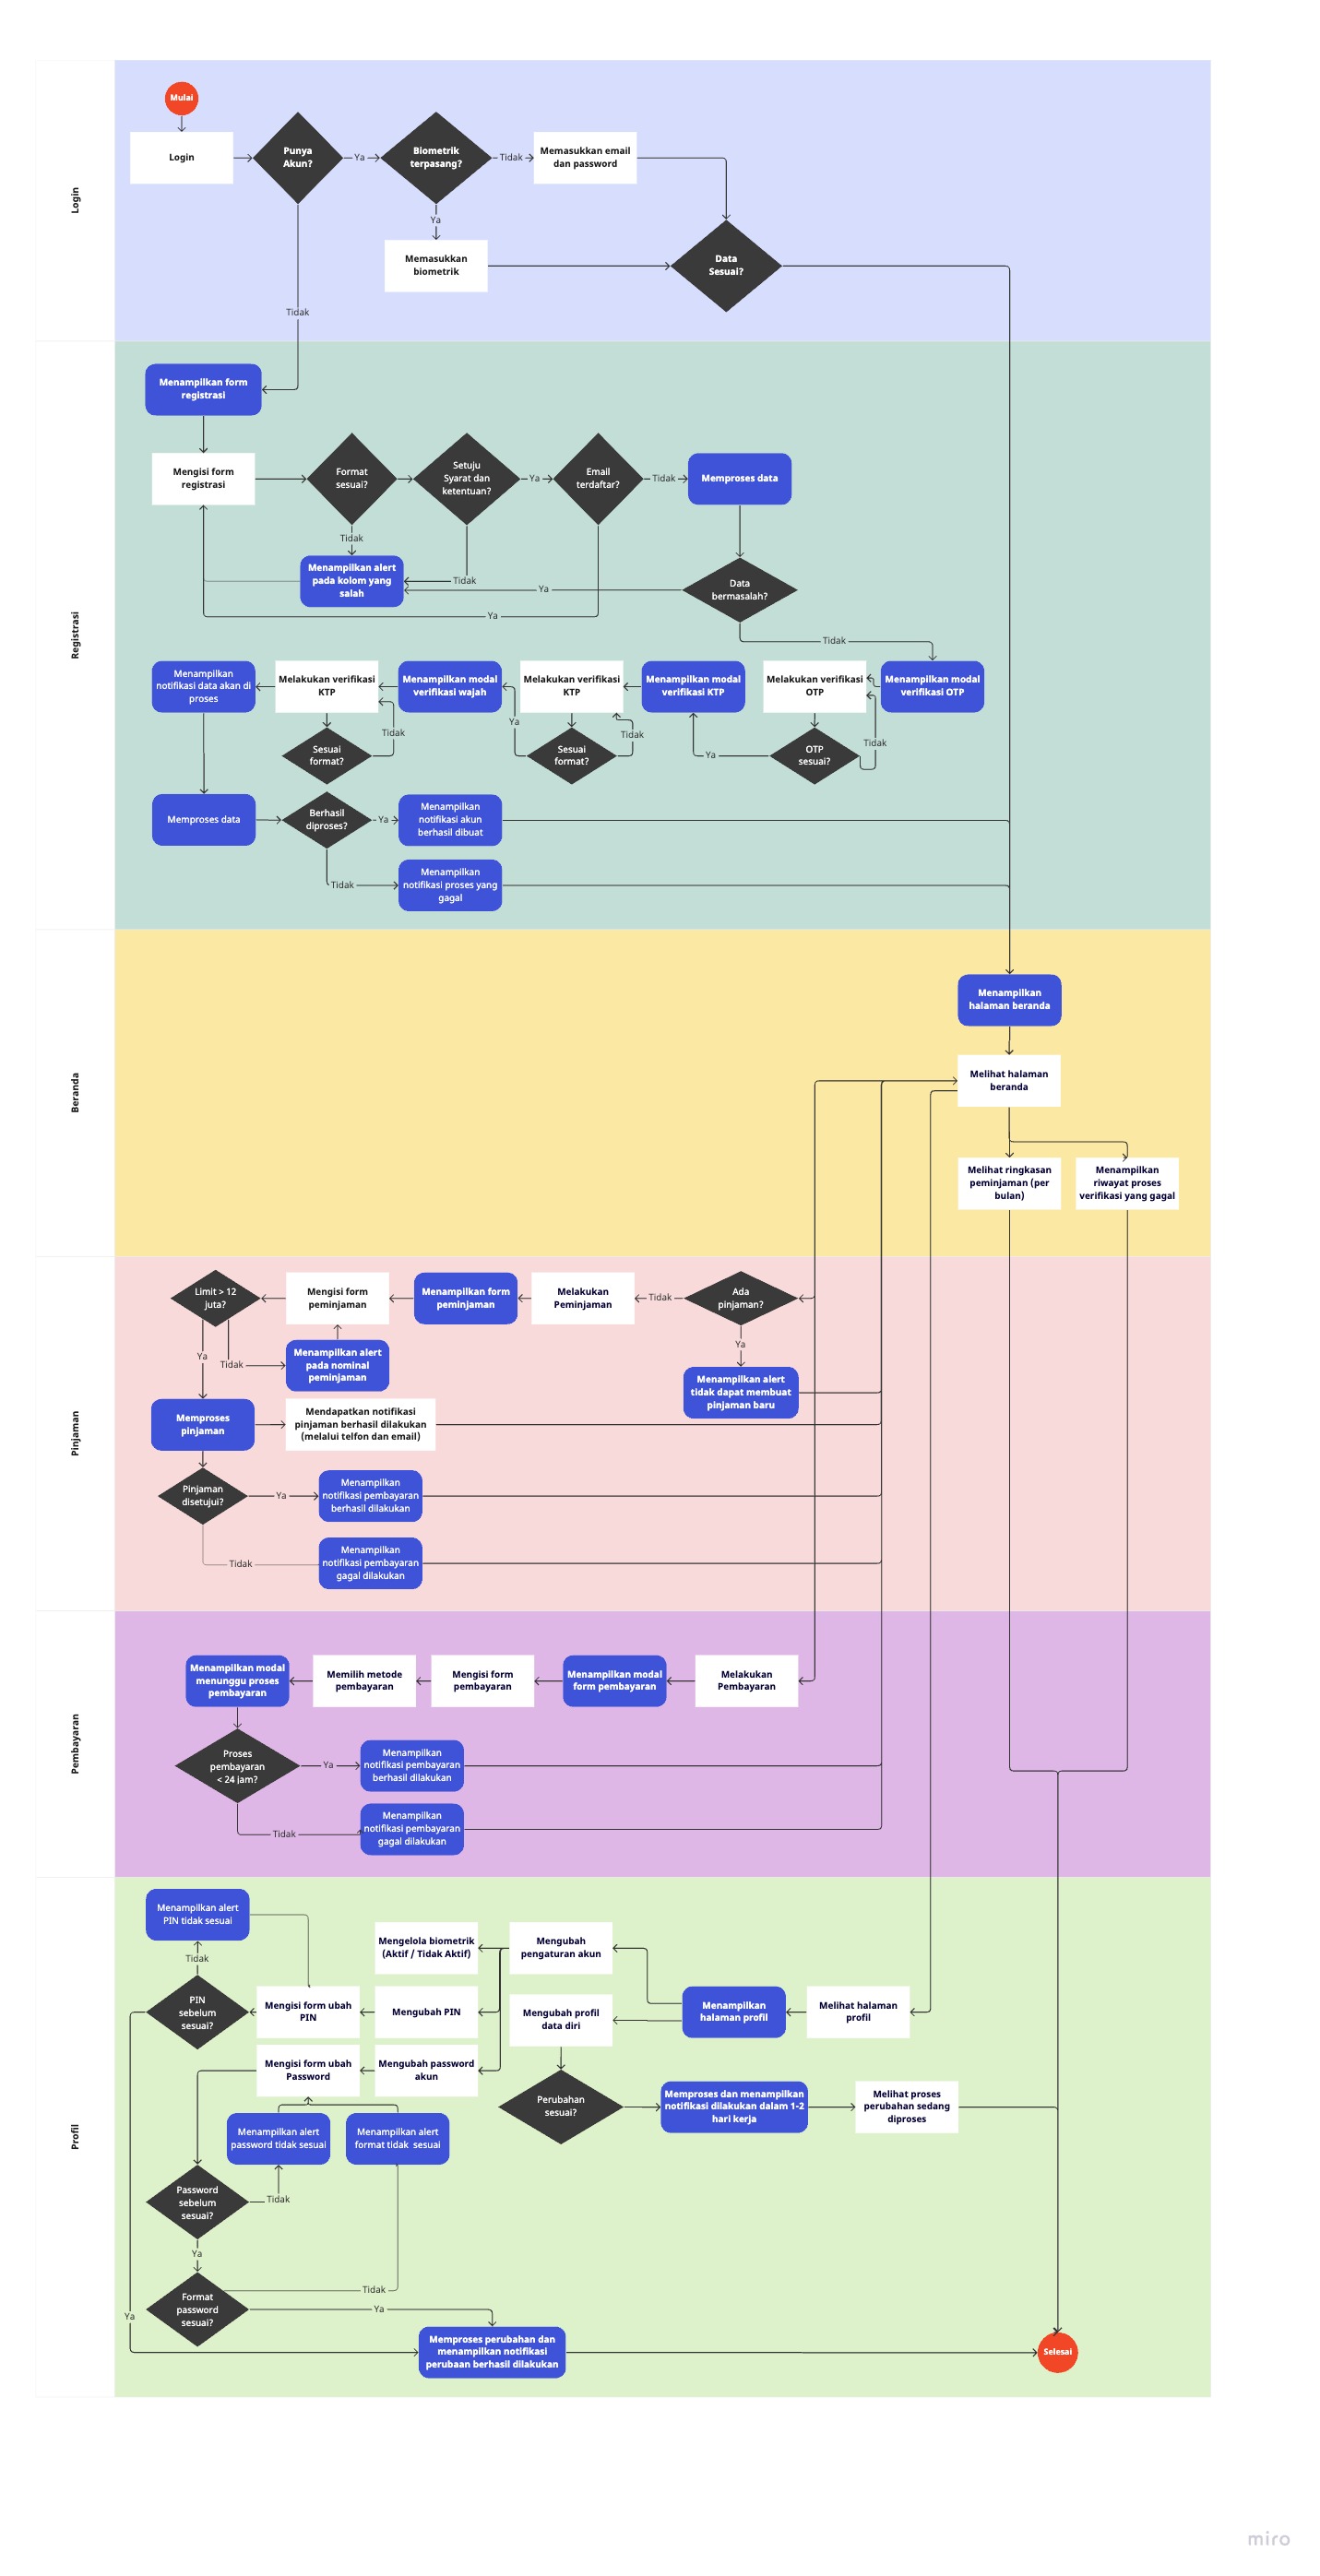 Mulai
Login
Punya
Akun?
Ya
Biometrik
terpasang?
Tidak
Memasukkan email
dan password
Ya
Memasukkan
biometrik
Data
Sesuai?
Login
Tidak
Menampilkan form
registrasi
Mengisi form
registrasi
Format
sesuai?
Setuju
Syarat dan
ketentuan?
Ya
Email
terdaftar?
Tidak
Memproses data
Tidak
Menampilkan alert
pada kolom yang
salah
Tidak
Ya
Data
bermasalah?
Ya
Tidak
Registrasi
Menampilkan
notifikasi data akan di
proses
Melakukan verifikasi
KTP
Menampilkan modal
verifikasi wajah
Melakukan verifikasi
KTP
Menampilkan modal
verifikasi KTP
Melakukan verifikasi
OTP
Menampilkan modal
verifikasi OTP
Sesuai
format?
Tidak
Ya
Sesuai
format?
Tidak
Ya
OTP
sesuai?
Tidak
Memproses data
Berhasil
diproses?
Ya
Menampilkan
notifikasi akun
berhasil dibuat
Tidak
Menampilkan
notifikasi proses yang
gagal
Menampilkan
halaman beranda
Beranda
Melihat halaman
beranda
Melihat ringkasan
peminjaman (per
bulan)
Menampilkan
riwayat proses
verifikasi yang gagal
Limit > 12
juta?
Mengisi form
peminjaman
Menampilkan form
peminjaman
Melakukan
Peminjaman
Tidak
Ada
pinjaman?
Ya
Tidak
Menampilkan alert
pada nominal
peminjaman
Ya
Menampilkan alert
tidak dapat membuat
pinjaman baru
Pinjaman
Memproses
pinjaman
Mendapatkan notifikasi
pinjaman berhasil dilakukan
(melalui telfon dan email)
Pinjaman
disetujui?
Ya
Menampilkan
notifikasi pembayaran
berhasil dilakukan
Tidak
Menampilkan
notifikasi pembayaran
gagal dilakukan
Menampilkan modal
menunggu proses
pembayaran
Memilih metode
pembayaran
Mengisi form
pembayaran
Menampilkan modal
form pembayaran
Melakukan
Pembayaran
Pembayaran
Proses
pembayaran
< 24 jam?
Ya
Menampilkan
notifikasi pembayaran
berhasil dilakukan
Tidak
Menampilkan
notifikasi pembayaran
gagal dilakukan
Menampilkan alert
PIN tidak sesuai
Tidak
Mengelola biometrik
(Aktif / Tidak Aktif)
Mengubah
pengaturan akun
PIN
sebelum
sesuai?
Mengisi form ubah
PIN
Mengubah PIN
Mengubah profil
data diri
Menampilkan
halaman profil
Melihat halaman
profil
Mengisi form ubah
Password
Mengubah password
akun
Perubahan
sesuai?
Memproses dan menampilkan
notifikasi dilakukan dalam 1-2
hari kerja
Melihat proses
perubahan sedang
diproses
Profil
Menampilkan alert
password tidak sesuai
Menampilkan alert
format tidak sesuai
Password
sebelum
sesuai?
Tidak
Ya
Format
password
sesuai?
Tidak
Ya
Ya
Memproses perubahan dan
menampilkan notifikasi
perubaan berhasil dilakukan
Selesai
miro